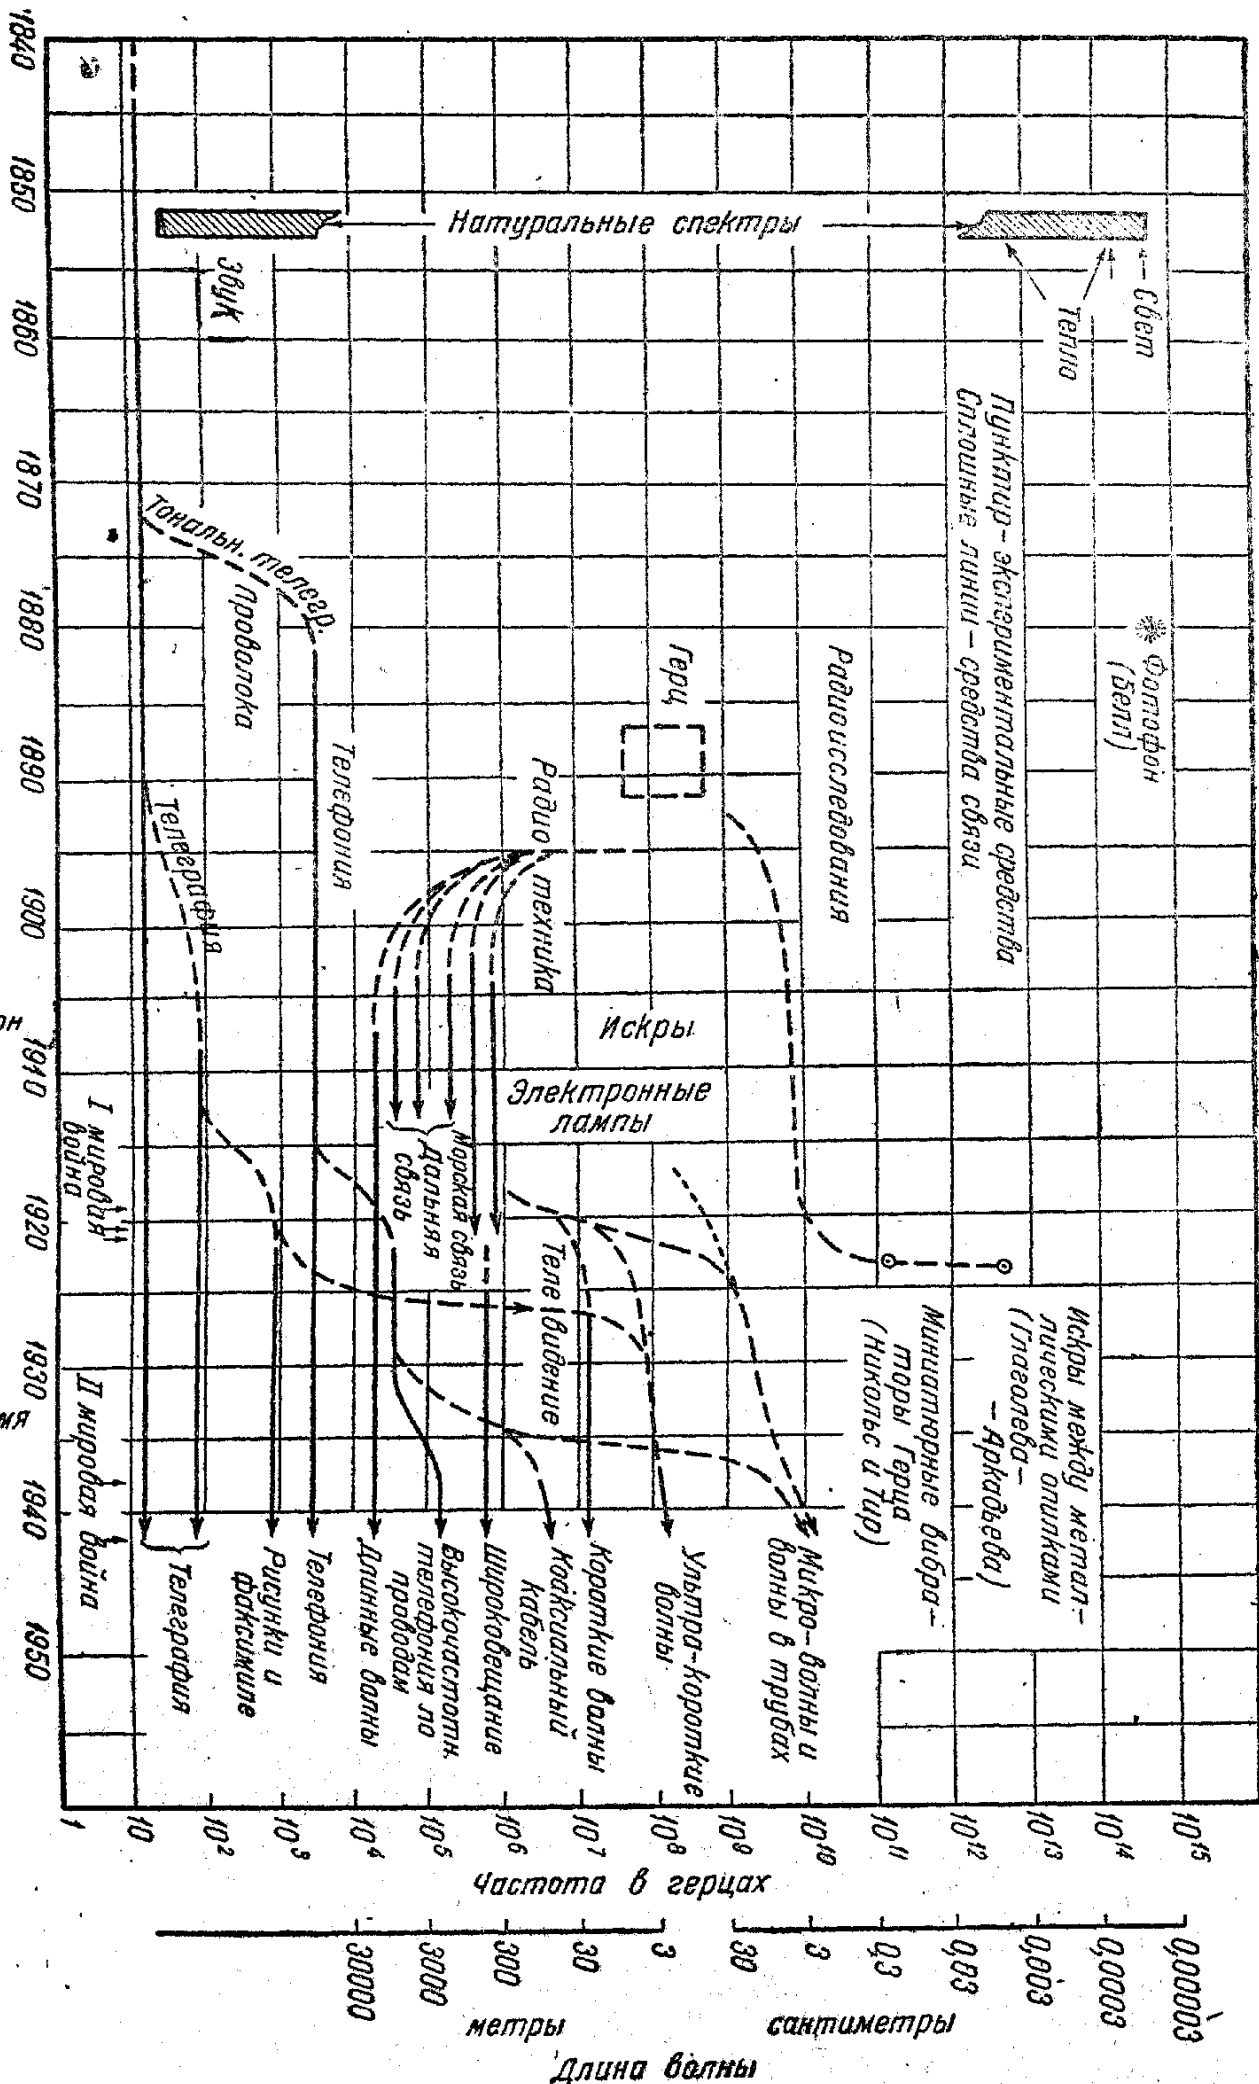 1840
1850
1860
1870
1880
1890
1900
1910
1920
1930
1940
1950
I мировая
война
II мировая война
он
мя
Натуральные спектры
Звук
Свет
Тепло
Пунктир-экспериментальные средства
Сплошные линии - средства связи
Фотофон
(Белл)
Тональн. телегр.
Проволока
Телефония
Телеграфия
Герц
Радиоисследования
Радио техника
Искры
Электронные
лампы
Морская связь
Дальняя
связь
Телевидение
Искры между метал-
лическими опилками
(Глаголева-
- Аркадьева)
Миниатюрные вибра-
торы Герца
(Никольс и Тир)
Микро-волны и
волны в трубах
Ультра-короткие
волны
Короткие волны
Коаксиальный
кабель
Широковещание
Высокочастотн.
телефония по
проводам
Длинные волны
Телефония
Рисунки и
факсимиле
Телеграфия
1
10
10²
10³
10⁴
10⁵
10⁶
10⁷
10⁸
10⁹
10¹⁰
10¹¹
10¹²
10¹³
10¹⁴
10¹⁵
Частота в герцах
30000
3000
300
30
3
30
3
0,3
0,03
0,003
0,0003
0,00003
метры
сантиметры
Длина волны